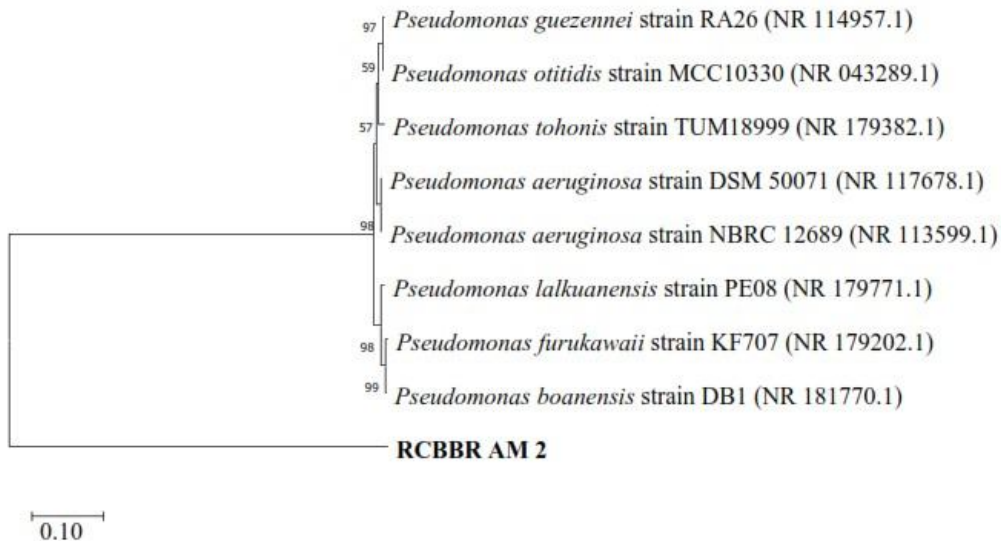 97
Pseudomonas guezennei strain RA26 (NR 114957.1)
59
Pseudomonas otitidis strain MCC10330 (NR 043289.1)
57
Pseudomonas tohonis strain TUM18999 (NR 179382.1)
Pseudomonas aeruginosa strain DSM 50071 (NR 117678.1)
98
Pseudomonas aeruginosa strain NBRC 12689 (NR 113599.1)
Pseudomonas lalkuanensis strain PE08 (NR 179771.1)
98
Pseudomonas furukawaii strain KF707 (NR 179202.1)
99
Pseudomonas boanensis strain DB1 (NR 181770.1)
RCBBR AM 2
0.10